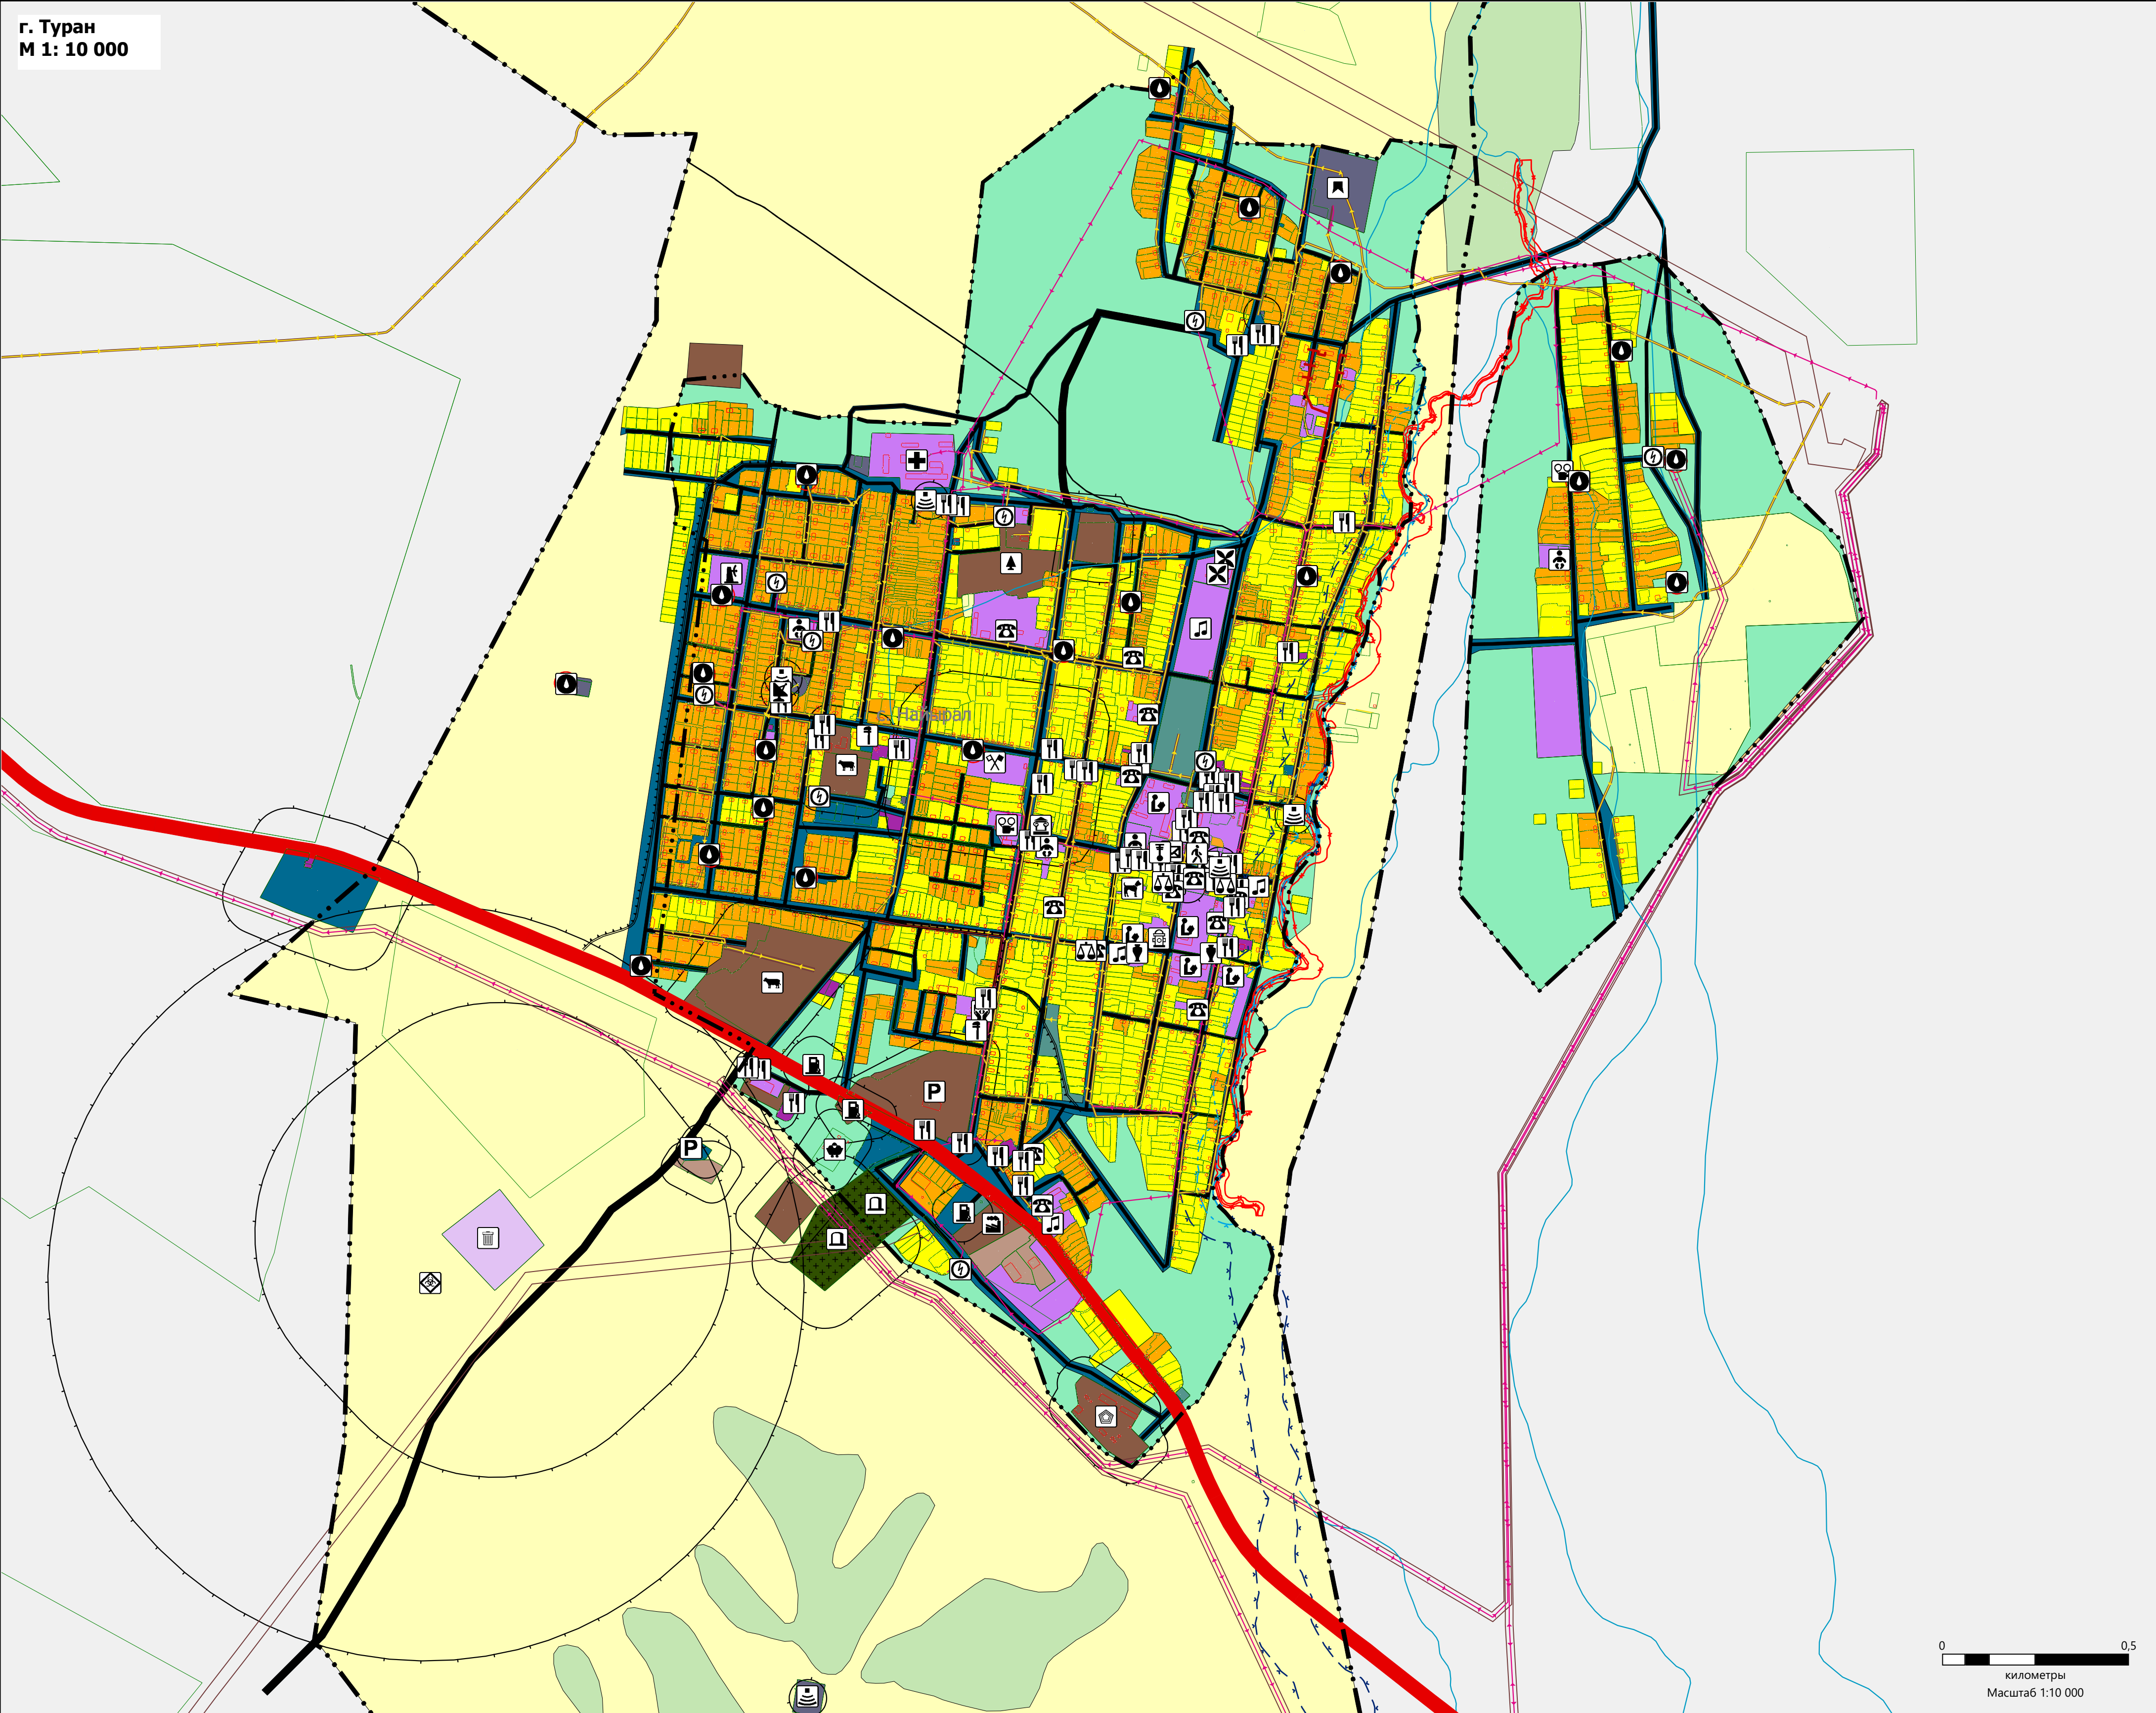 г. Туран
М 1: 10 000
P
P
0 0,5
километры
Масштаб 1:10 000